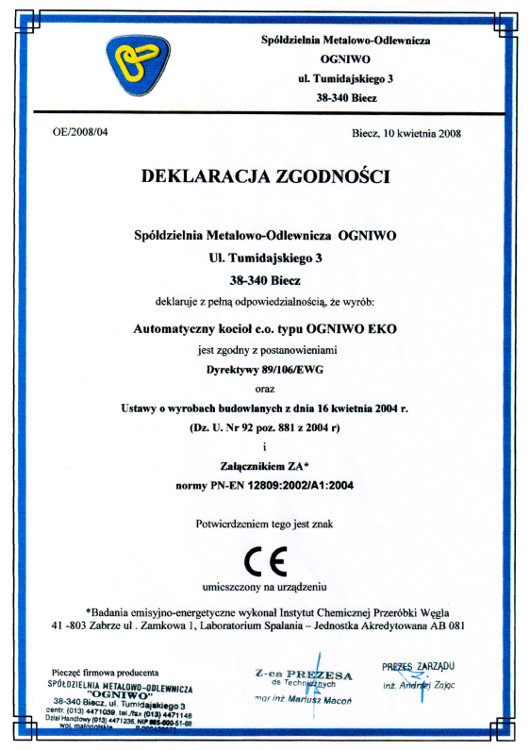 Spółdzielnia Metalowo-Odlewnicza
OGNIWO
ul. Tumidajskiego 3
38-340 Biecz
OE/2008/04
Biecz, 10 kwietnia 2008
DEKLARACJA ZGODNOŚCI
Spółdzielnia Metalowo-Odlewnicza OGNIWO
Ul. Tumidajskiego 3
38-340 Biecz
deklaruje z pełną odpowiedzialnością, że wyrób:
Automatyczny kocioł c.o. typu OGNIWO EKO
jest zgodny z postanowieniami
Dyrektywy 89/106/EWG
oraz
Ustawy o wyrobach budowlanych z dnia 16 kwietnia 2004 r.
(Dz. U. Nr 92 poz. 881 z 2004 r)
i
Załącznikiem ZA*
normy PN-EN 12809:2002/A1:2004
Potwierdzeniem tego jest znak
CE
umieszczony na urządzeniu
*Badania emisyjno-energetyczne wykonał Instytut Chemicznej Przeróbki Węgla
41 -803 Zabrze ul . Zamkowa 1, Laboratorium Spalania – Jednostka Akredytowana AB 081
Pieczęć firmowa producenta
SPÓŁDZIELNIA METALOWO-ODLEWNICZA
"OGNIWO"
38-340 Biecz, ul. Tumidajskiego 3
centr. (013) 4471039, tel./fax (013) 4471148
Dział Handlowy (013) 4471236, NIP 685-000-51-68
woj. małopolskie
Z-ca PREZESA
ds Technicznych
mgr inż Mariusz Macoń
PREZES ZARZĄDU
inż. Andrzej Zając